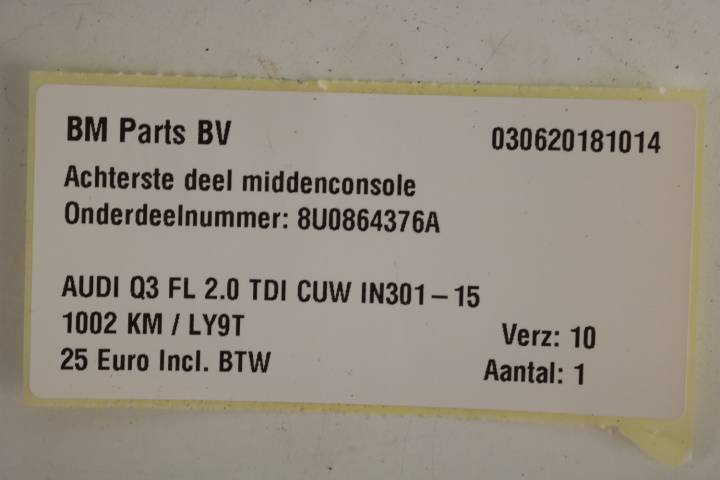 BM Parts BV 030620181014
Achterste deel middenconsole
Onderdeelnummer: 8U0864376A
AUDI Q3 FL 2.0 TDI CUW IN301 – 15
1002 KM / LY9T Verz: 10
25 Euro Incl. BTW Aantal: 1